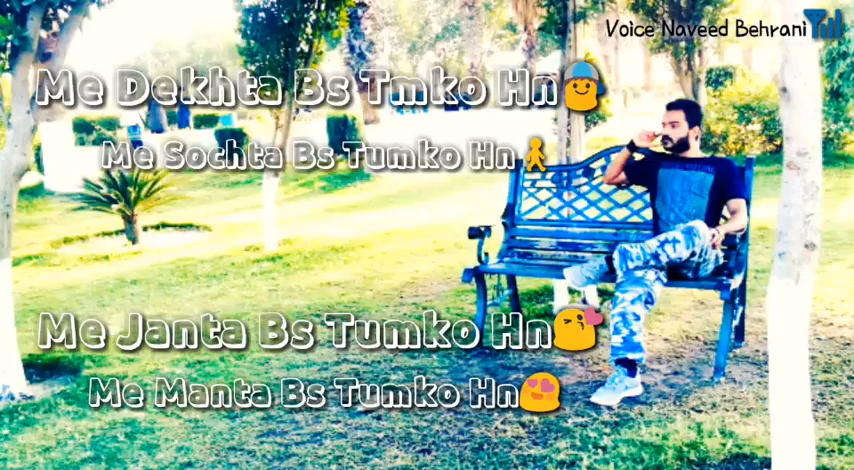 Voice Naveed Behrani
Me Dekhta Bs Tmko Hn
Me Sochta Bs Tumko Hn
Me Janta Bs Tumko Hn
Me Manta Bs Tumko Hn